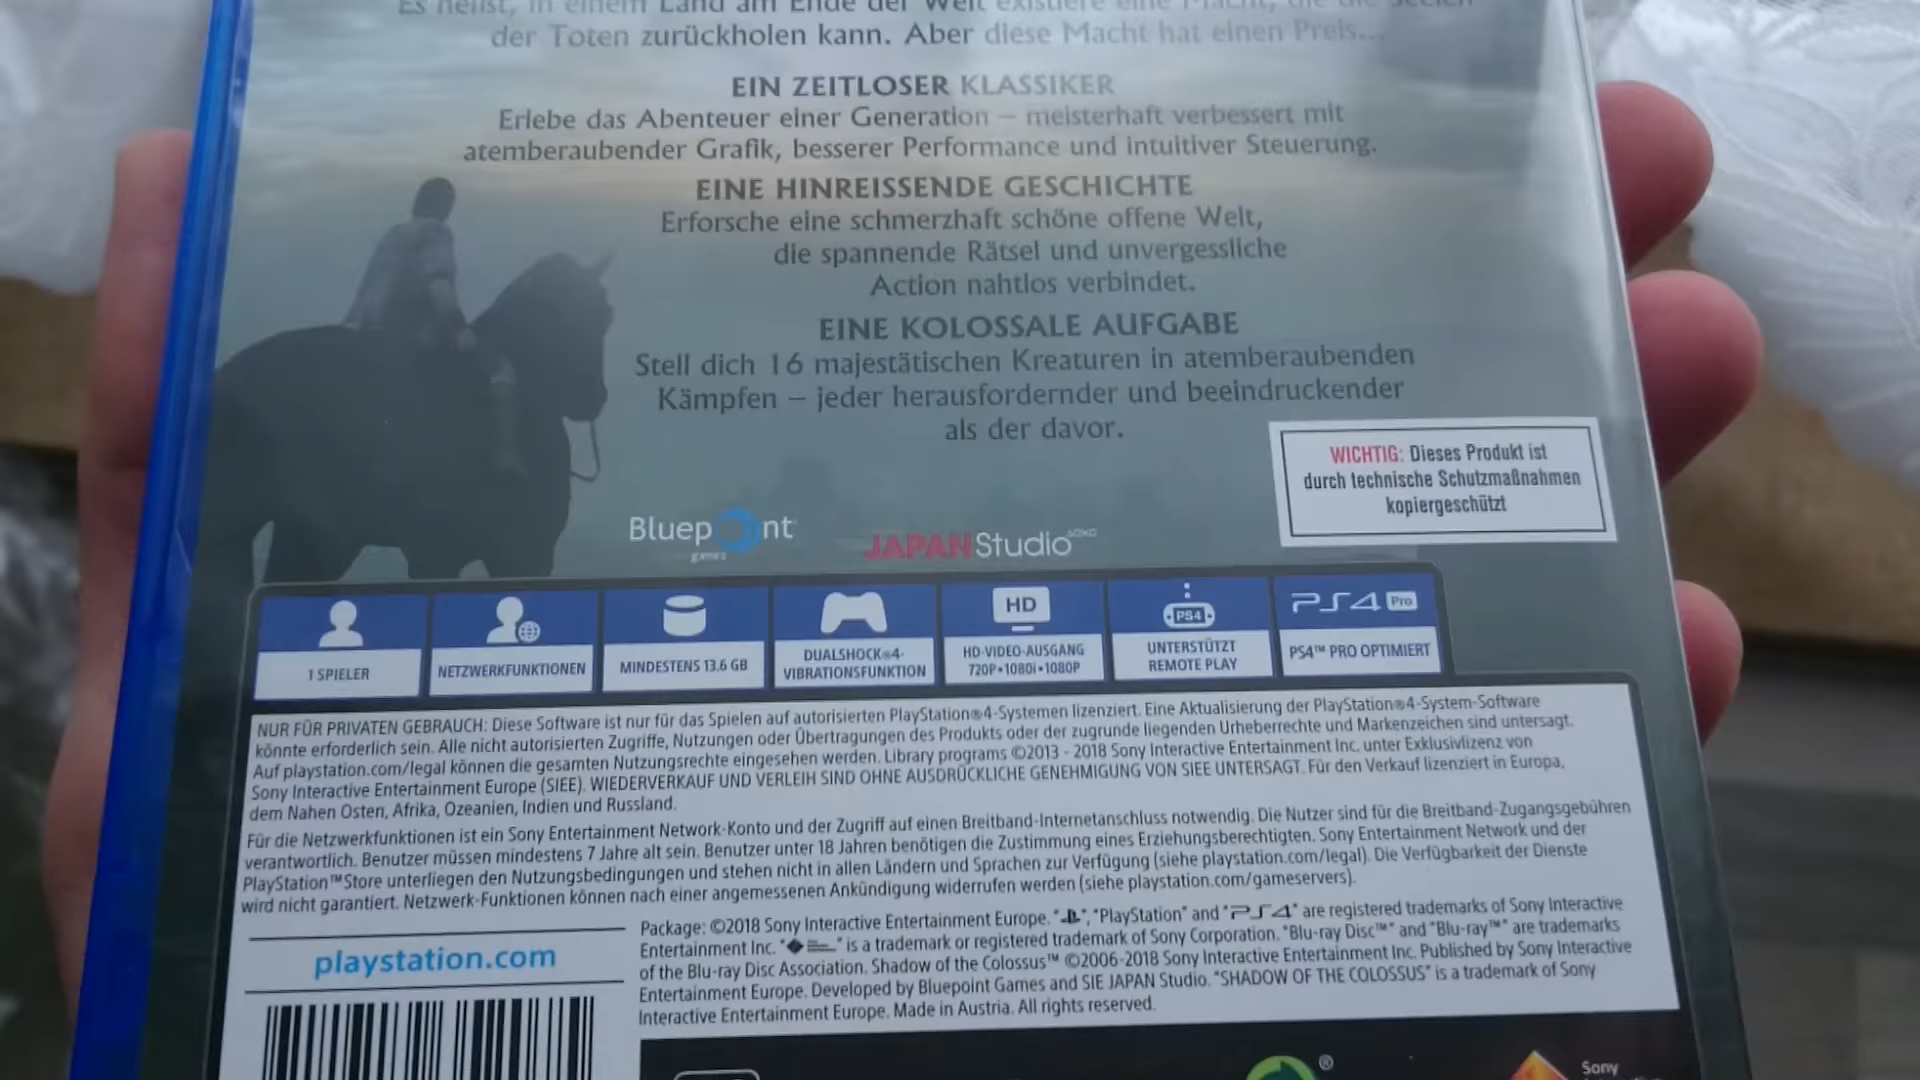 Es heißt, in einem Land am Ende der Welt existiere eine Macht, die die Seelen
der Toten zurückholen kann. Aber diese Macht hat einen Preis...
EIN ZEITLOSER KLASSIKER
Erlebe das Abenteuer einer Generation – meisterhaft verbessert mit
atemberaubender Grafik, besserer Performance und intuitiver Steuerung.
EINE HINREISSENDE GESCHICHTE
Erforsche eine schmerzhaft schöne offene Welt,
die spannende Rätsel und unvergessliche
Action nahtlos verbindet.
EINE KOLOSSALE AUFGABE
Stell dich 16 majestätischen Kreaturen in atemberaubenden
Kämpfen – jeder herausfordernder und beeindruckender
als der davor.
WICHTIG: Dieses Produkt ist
durch technische Schutzmaßnahmen
kopiergeschützt
Bluepoint
games
JAPAN Studio
HD
PS4
PS4 Pro
1 SPIELER
NETZWERKFUNKTIONEN
MINDESTENS 13.6 GB
DUALSHOCK®4-
VIBRATIONSFUNKTION
HD-VIDEO-AUSGANG
720P•1080i•1080P
UNTERSTÜTZT
REMOTE PLAY
PS4™ PRO OPTIMIERT
NUR FÜR PRIVATEN GEBRAUCH: Diese Software ist nur für das Spielen auf autorisierten PlayStation®4-Systemen lizenziert. Eine Aktualisierung der PlayStation®4-System-Software
könnte erforderlich sein. Alle nicht autorisierten Zugriffe, Nutzungen oder Übertragungen des Produkts oder der zugrunde liegenden Urheberrechte und Markenzeichen sind untersagt.
Auf playstation.com/legal können die gesamten Nutzungsrechte eingesehen werden. Library programs ©2013 - 2018 Sony Interactive Entertainment Inc. unter Exklusivlizenz von
Sony Interactive Entertainment Europe (SIEE). WIEDERVERKAUF UND VERLEIH SIND OHNE AUSDRÜCKLICHE GENEHMIGUNG VON SIEE UNTERSAGT. Für den Verkauf lizenziert in Europa,
dem Nahen Osten, Afrika, Ozeanien, Indien und Russland.
Für die Netzwerkfunktionen ist ein Sony Entertainment Network-Konto und der Zugriff auf einen Breitband-Internetanschluss notwendig. Die Nutzer sind für die Breitband-Zugangsgebühren
verantwortlich. Benutzer müssen mindestens 7 Jahre alt sein. Benutzer unter 18 Jahren benötigen die Zustimmung eines Erziehungsberechtigten. Sony Entertainment Network und der
PlayStation™Store unterliegen den Nutzungsbedingungen und stehen nicht in allen Ländern und Sprachen zur Verfügung (siehe playstation.com/legal). Die Verfügbarkeit der Dienste
wird nicht garantiert. Netzwerk-Funktionen können nach einer angemessenen Ankündigung widerrufen werden (siehe playstation.com/gameservers).
playstation.com
Package: ©2018 Sony Interactive Entertainment Europe. "", "PlayStation" and "PS4" are registered trademarks of Sony Interactive
Entertainment Inc. "" is a trademark or registered trademark of Sony Corporation. "Blu-ray Disc™" and "Blu-ray™" are trademarks
of the Blu-ray Disc Association. Shadow of the Colossus™ ©2006-2018 Sony Interactive Entertainment Inc. Published by Sony Interactive
Entertainment Europe. Developed by Bluepoint Games and SIE JAPAN Studio. "SHADOW OF THE COLOSSUS" is a trademark of Sony
Interactive Entertainment Europe. Made in Austria. All rights reserved.
®
Sony